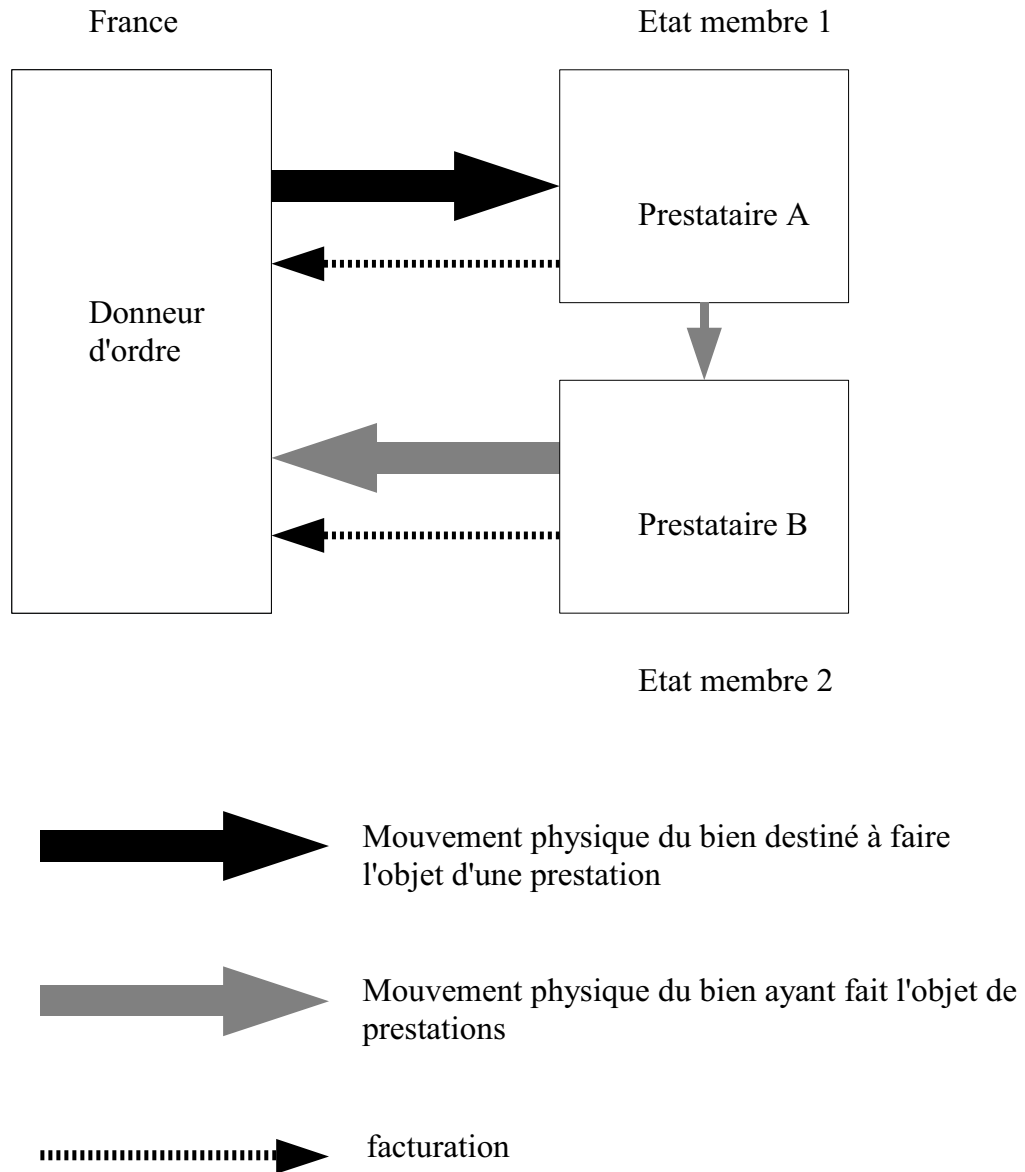 France
Etat membre 1
Prestataire A
Donneur
d'ordre
Prestataire B
Etat membre 2
Mouvement physique du bien destiné à faire
l'objet d'une prestation
Mouvement physique du bien ayant fait l'objet de
prestations
facturation